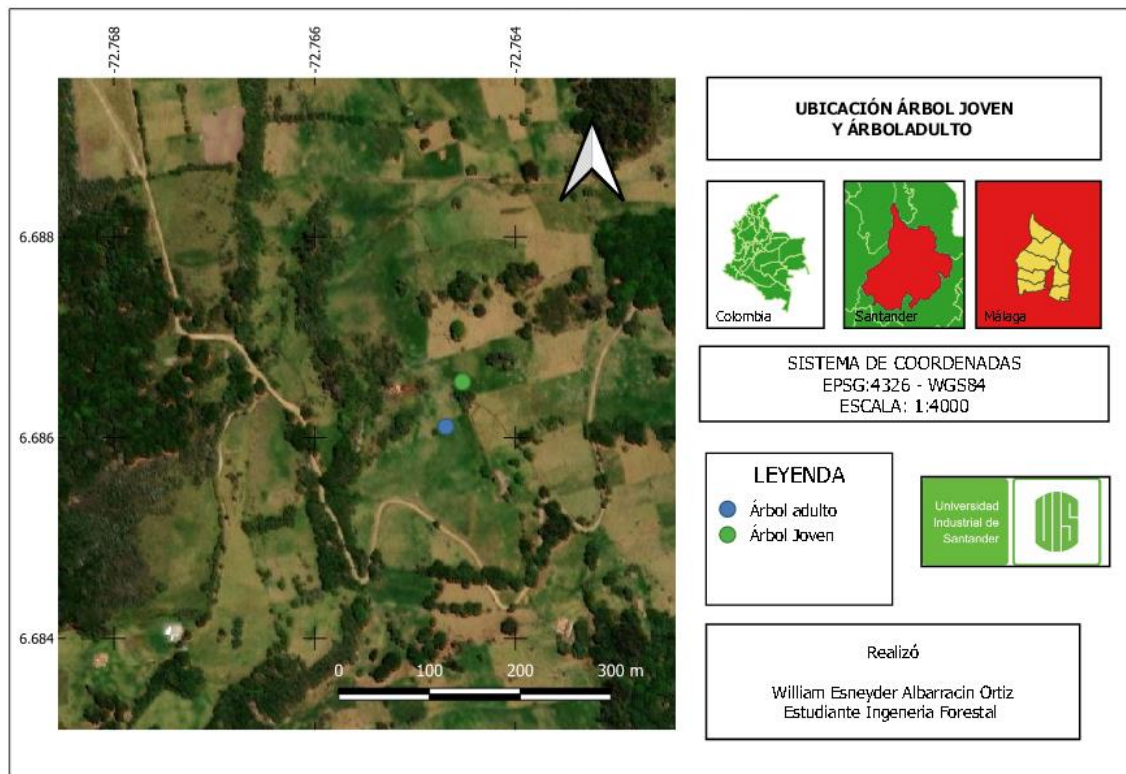 -72.768
-72.766
-72.764
6.688
6.686
6.684
0 100 200 300 m
UBICACIÓN ÁRBOL JOVEN
Y ÁRBOLADULTO
Colombia
Santander
Málaga
SISTEMA DE COORDENADAS
EPSG:4326 - WGS84
ESCALA: 1:4000
LEYENDA
Árbol adulto
Árbol Joven
Universidad
Industrial de
Santander
UIS
Realizó
William Esneyder Albarracin Ortiz
Estudiante Ingeneria Forestal